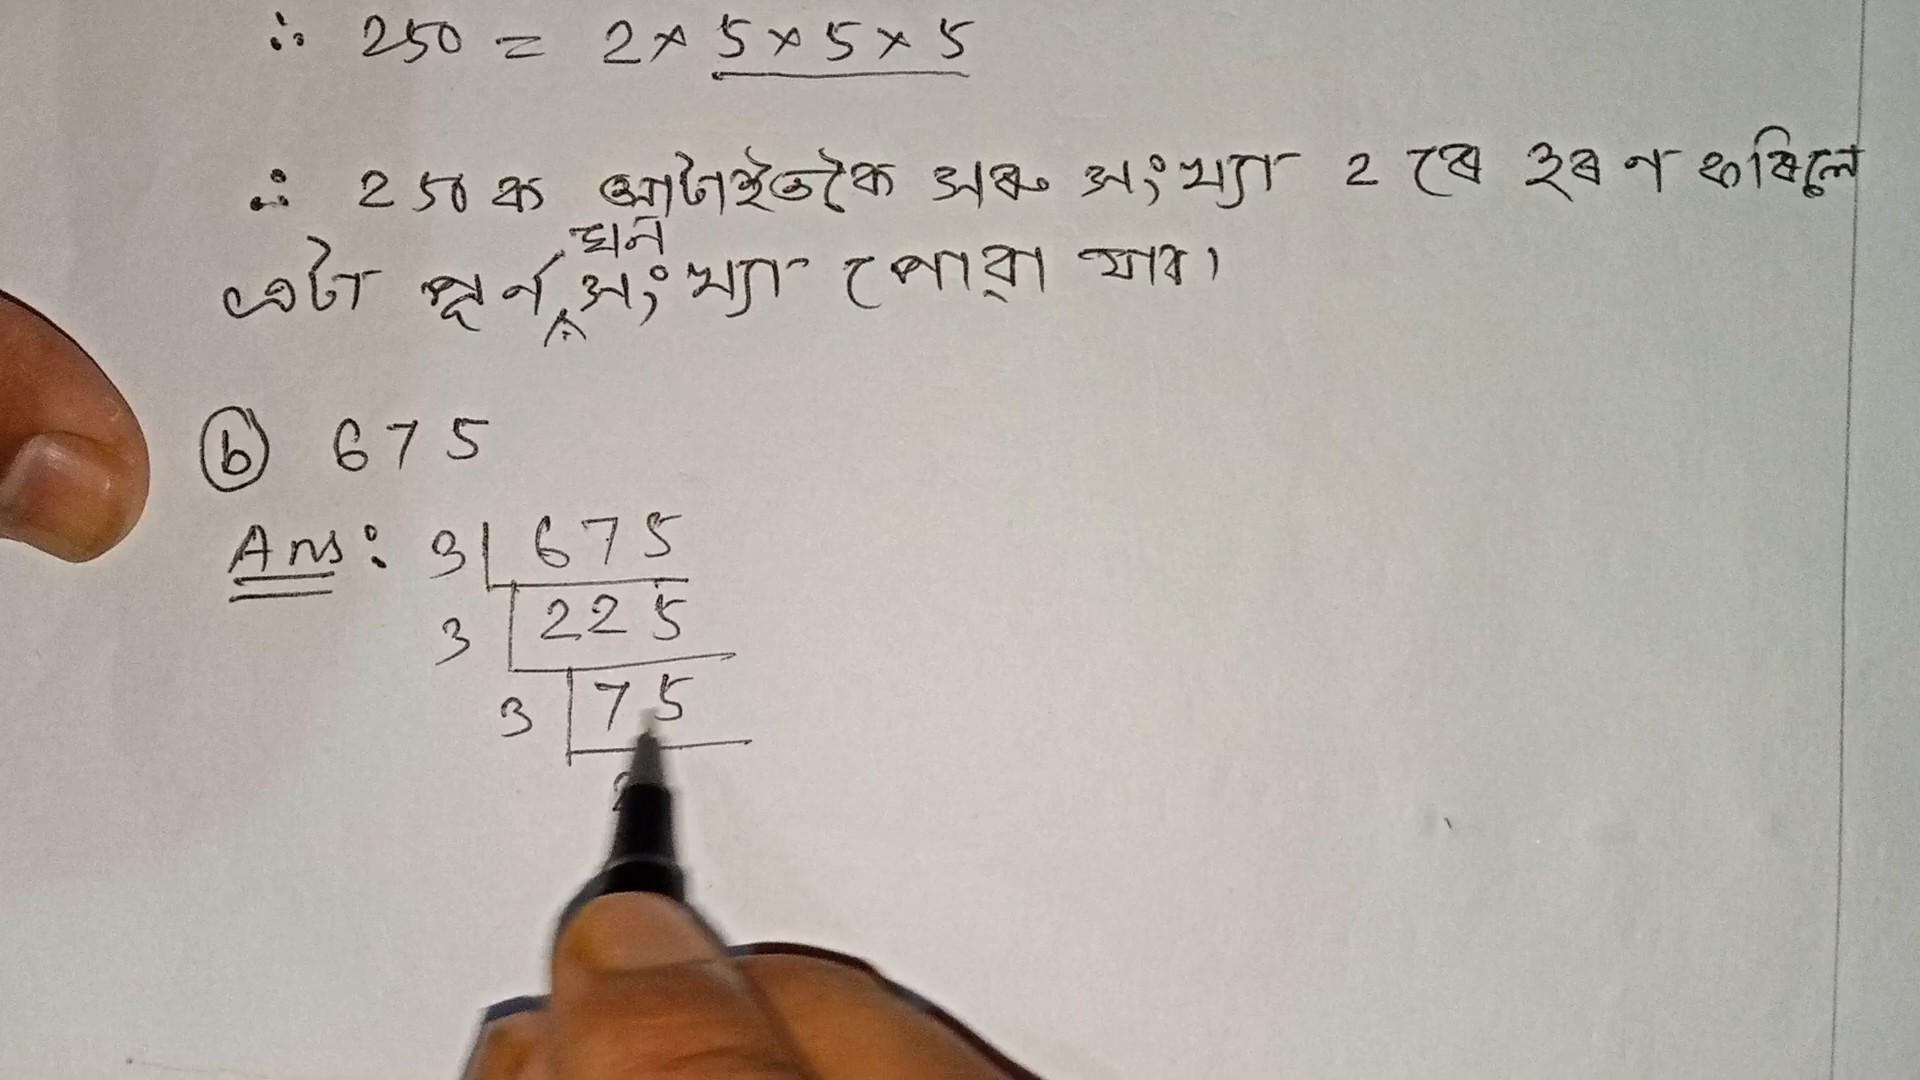 ∴ 250 = 2 × 5 × 5 × 5
∴ 250 ক আটাইতকৈ সৰু সংখ্যা 2 ৰে হৰণ কৰিলে
ঘন
এটা পূৰ্ন সংখ্যা পোৱা যাব।
ⓑ 675
Ans: 3 | 675
3 | 225
3 | 75
2